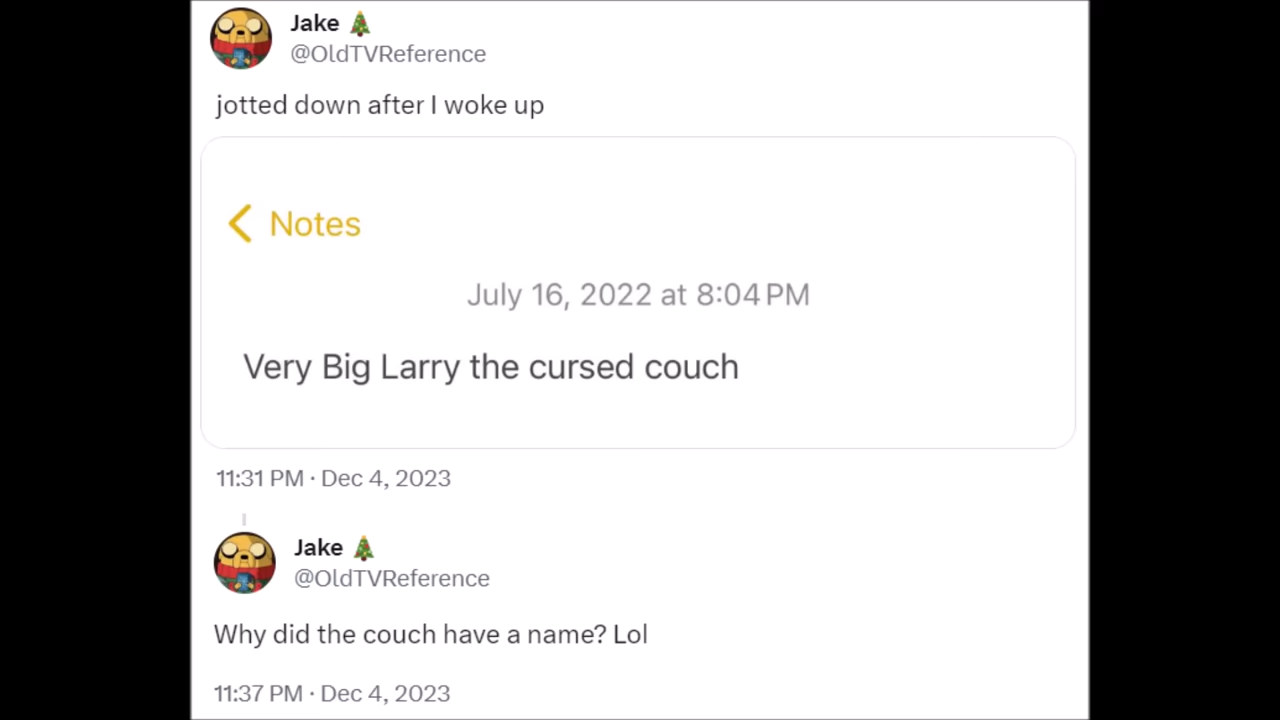 Jake 🎄
@OldTVReference
jotted down after I woke up
Notes
July 16, 2022 at 8:04 PM
Very Big Larry the cursed couch
11:31 PM · Dec 4, 2023
Jake 🎄
@OldTVReference
Why did the couch have a name? Lol
11:37 PM · Dec 4, 2023